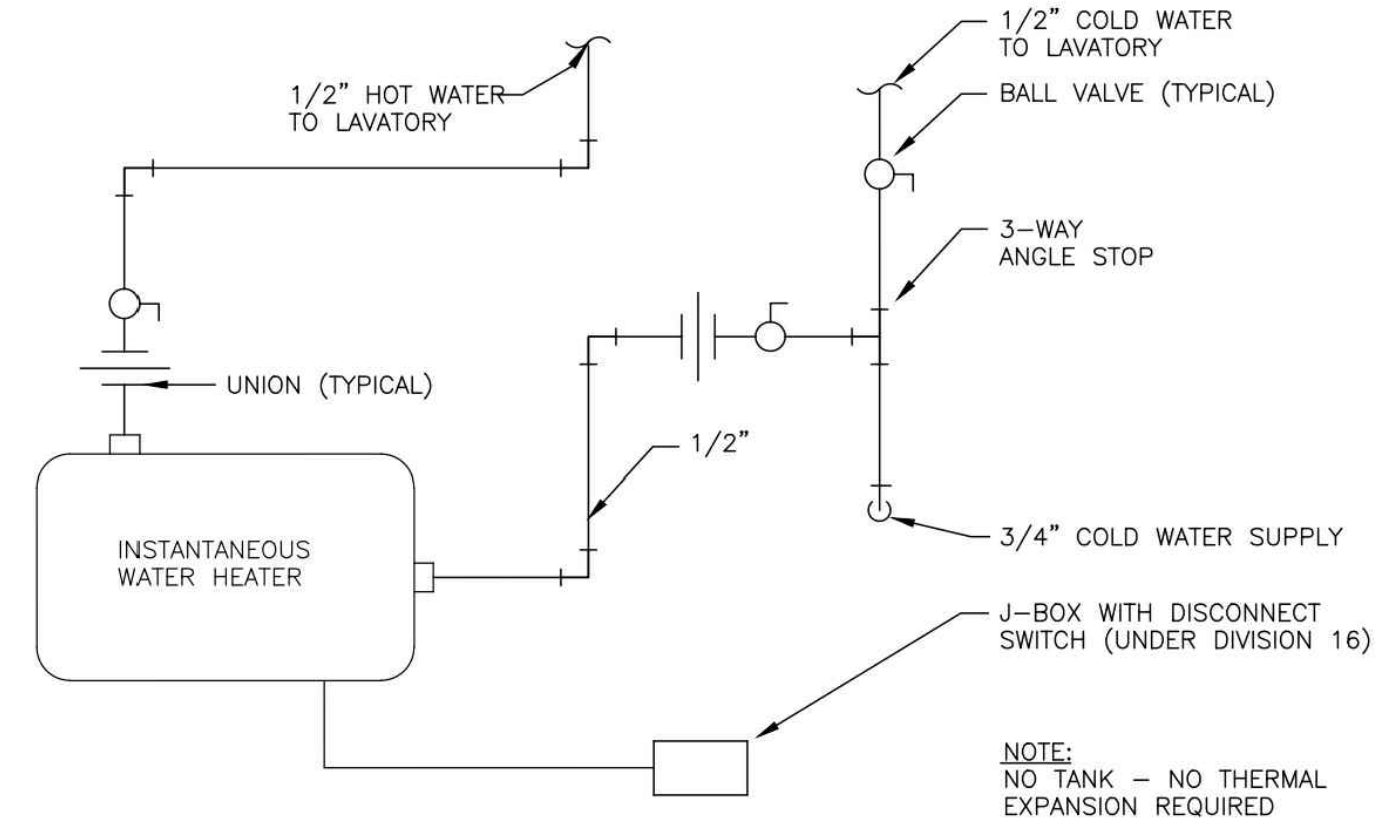 1/2” COLD WATER
TO LAVATORY
1/2” HOT WATER
TO LAVATORY
BALL VALVE (TYPICAL)
3–WAY
ANGLE STOP
UNION (TYPICAL)
1/2”
3/4” COLD WATER SUPPLY
INSTANTANEOUS
WATER HEATER
J–BOX WITH DISCONNECT
SWITCH (UNDER DIVISION 16)
NOTE:
NO TANK – NO THERMAL
EXPANSION REQUIRED